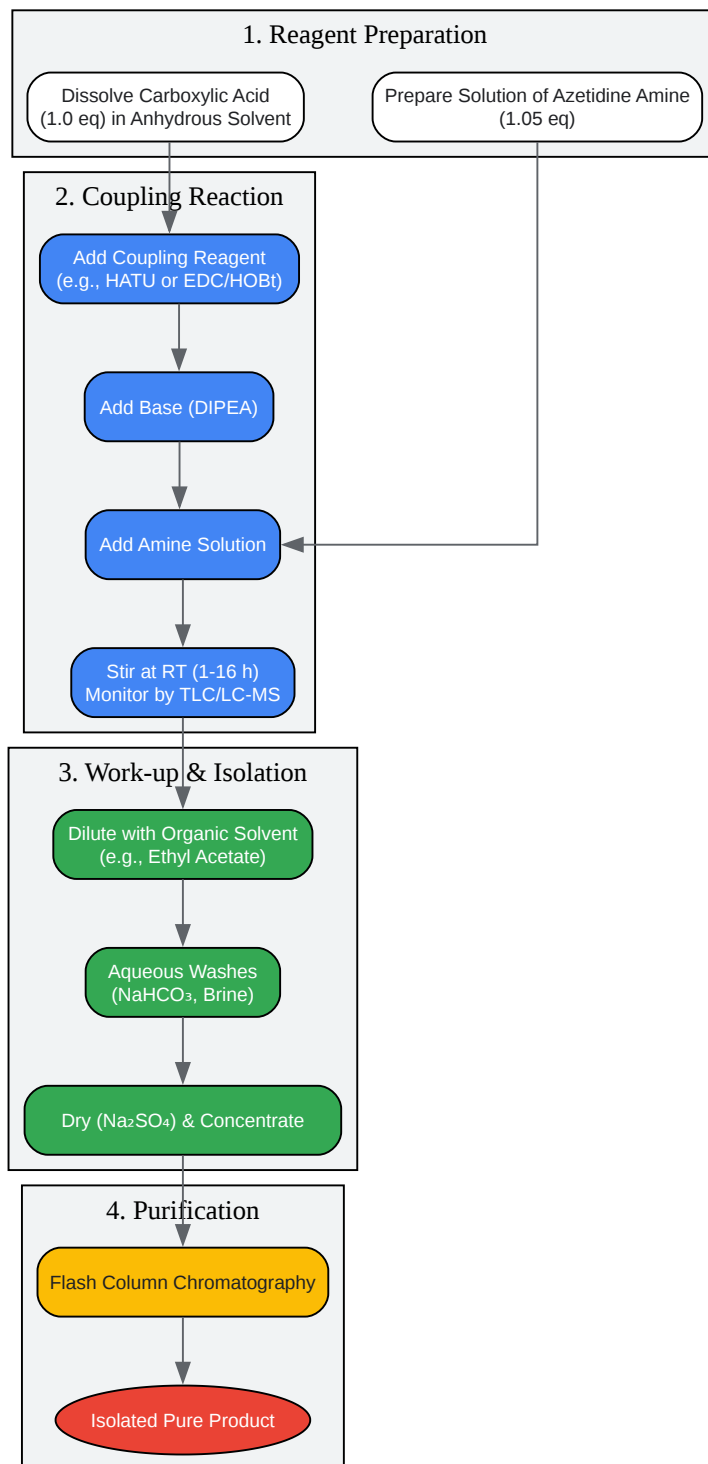 1. Reagent Preparation
Dissolve Carboxylic Acid
(1.0 eq) in Anhydrous Solvent
Prepare Solution of Azetidine Amine
(1.05 eq)
2. Coupling Reaction
Add Coupling Reagent
(e.g., HATU or EDC/HOBt)
Add Base (DIPEA)
Add Amine Solution
Stir at RT (1-16 h)
Monitor by TLC/LC-MS
3. Work-up & Isolation
Dilute with Organic Solvent
(e.g., Ethyl Acetate)
Aqueous Washes
(NaHCO₃, Brine)
Dry (Na₂SO₄) & Concentrate
4. Purification
Flash Column Chromatography
Isolated Pure Product